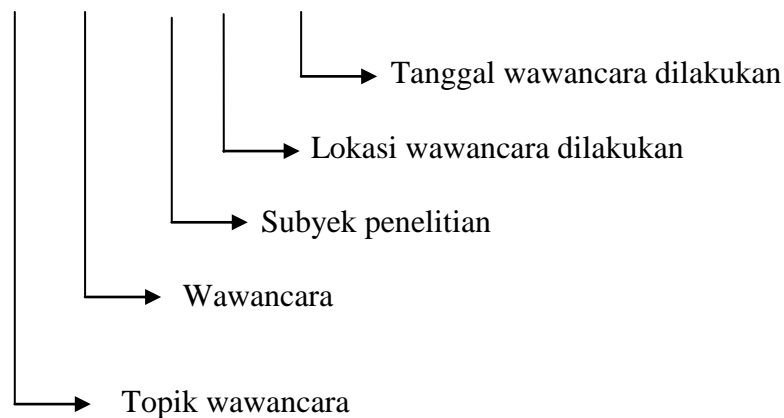 Tanggal wawancara dilakukan
Lokasi wawancara dilakukan
Subyek penelitian
Wawancara
Topik wawancara